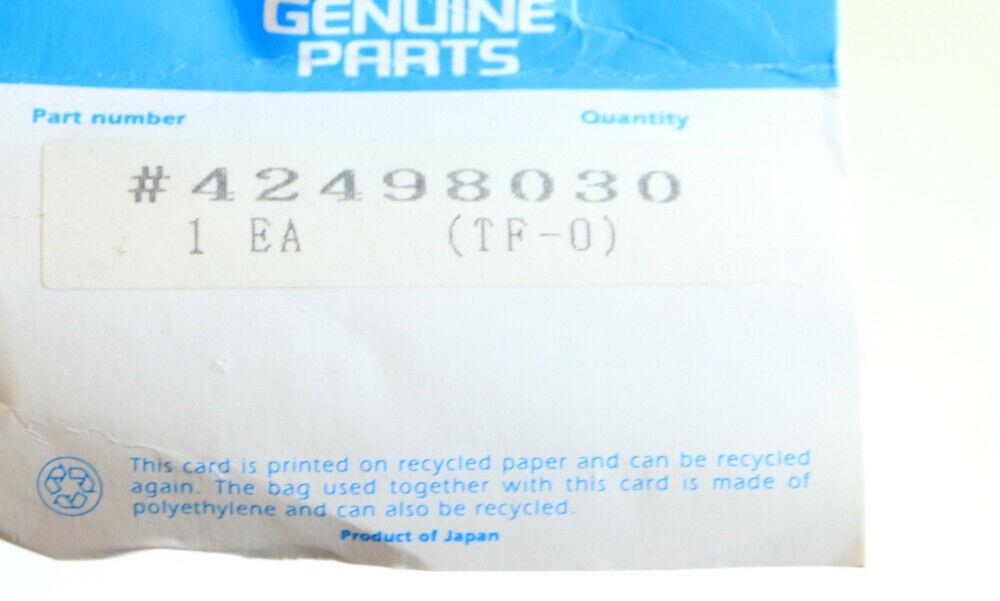 GENUINE
PARTS
Part number Quantity
#42498030
1 EA (TF-0)
This card is printed on recycled paper and can be recycled
again. The bag used together with this card is made of
polyethylene and can also be recycled.
Product of Japan